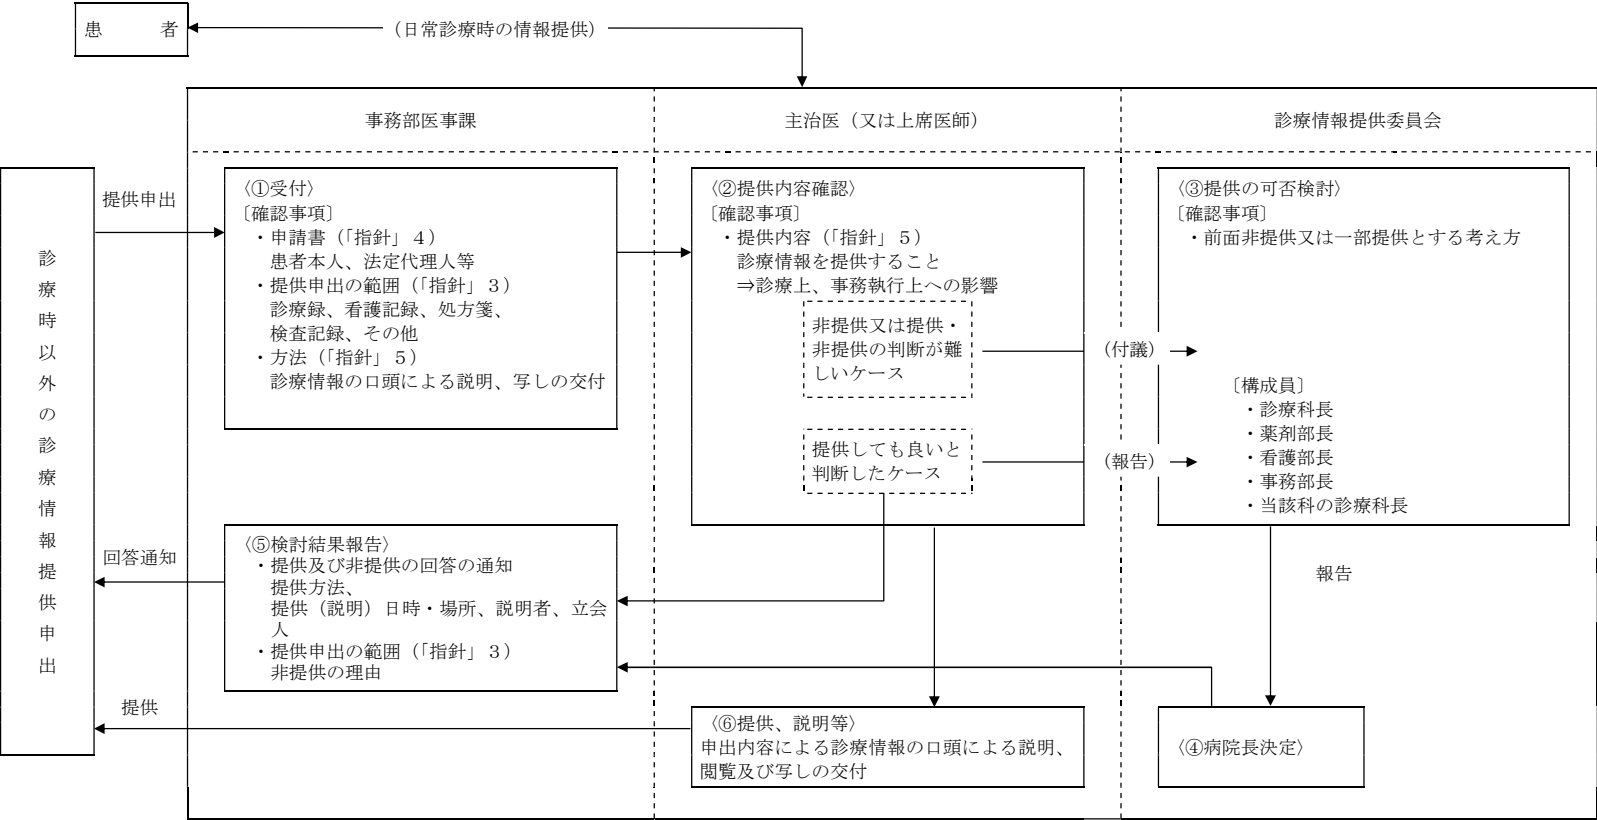 患　　　者
（日常診療時の情報提供）
事務部医事課
主治医（又は上席医師）
診療情報提供委員会
診療時以外の診療情報提供申出
提供申出
〈①受付〉
〔確認事項〕
・申請書（「指針」４）
患者本人、法定代理人等
・提供申出の範囲（「指針」３）
診療録、看護記録、処方箋、
検査記録、その他
・方法（「指針」５）
診療情報の口頭による説明、写しの交付
〈②提供内容確認〉
〔確認事項〕
・提供内容（「指針」５）
診療情報を提供すること
⇒診療上、事務執行上への影響
非提供又は提供・
非提供の判断が難
しいケース
（付議）
提供しても良いと
判断したケース
（報告）
〈③提供の可否検討〉
〔確認事項〕
・前面非提供又は一部提供とする考え方
〔構成員〕
・診療科長
・薬剤部長
・看護部長
・事務部長
・当該科の診療科長
回答通知
〈⑤検討結果報告〉
・提供及び非提供の回答の通知
提供方法、
提供（説明）日時・場所、説明者、立会
人
・提供申出の範囲（「指針」３）
非提供の理由
報告
提供
〈⑥提供、説明等〉
申出内容による診療情報の口頭による説明、
閲覧及び写しの交付
〈④病院長決定〉